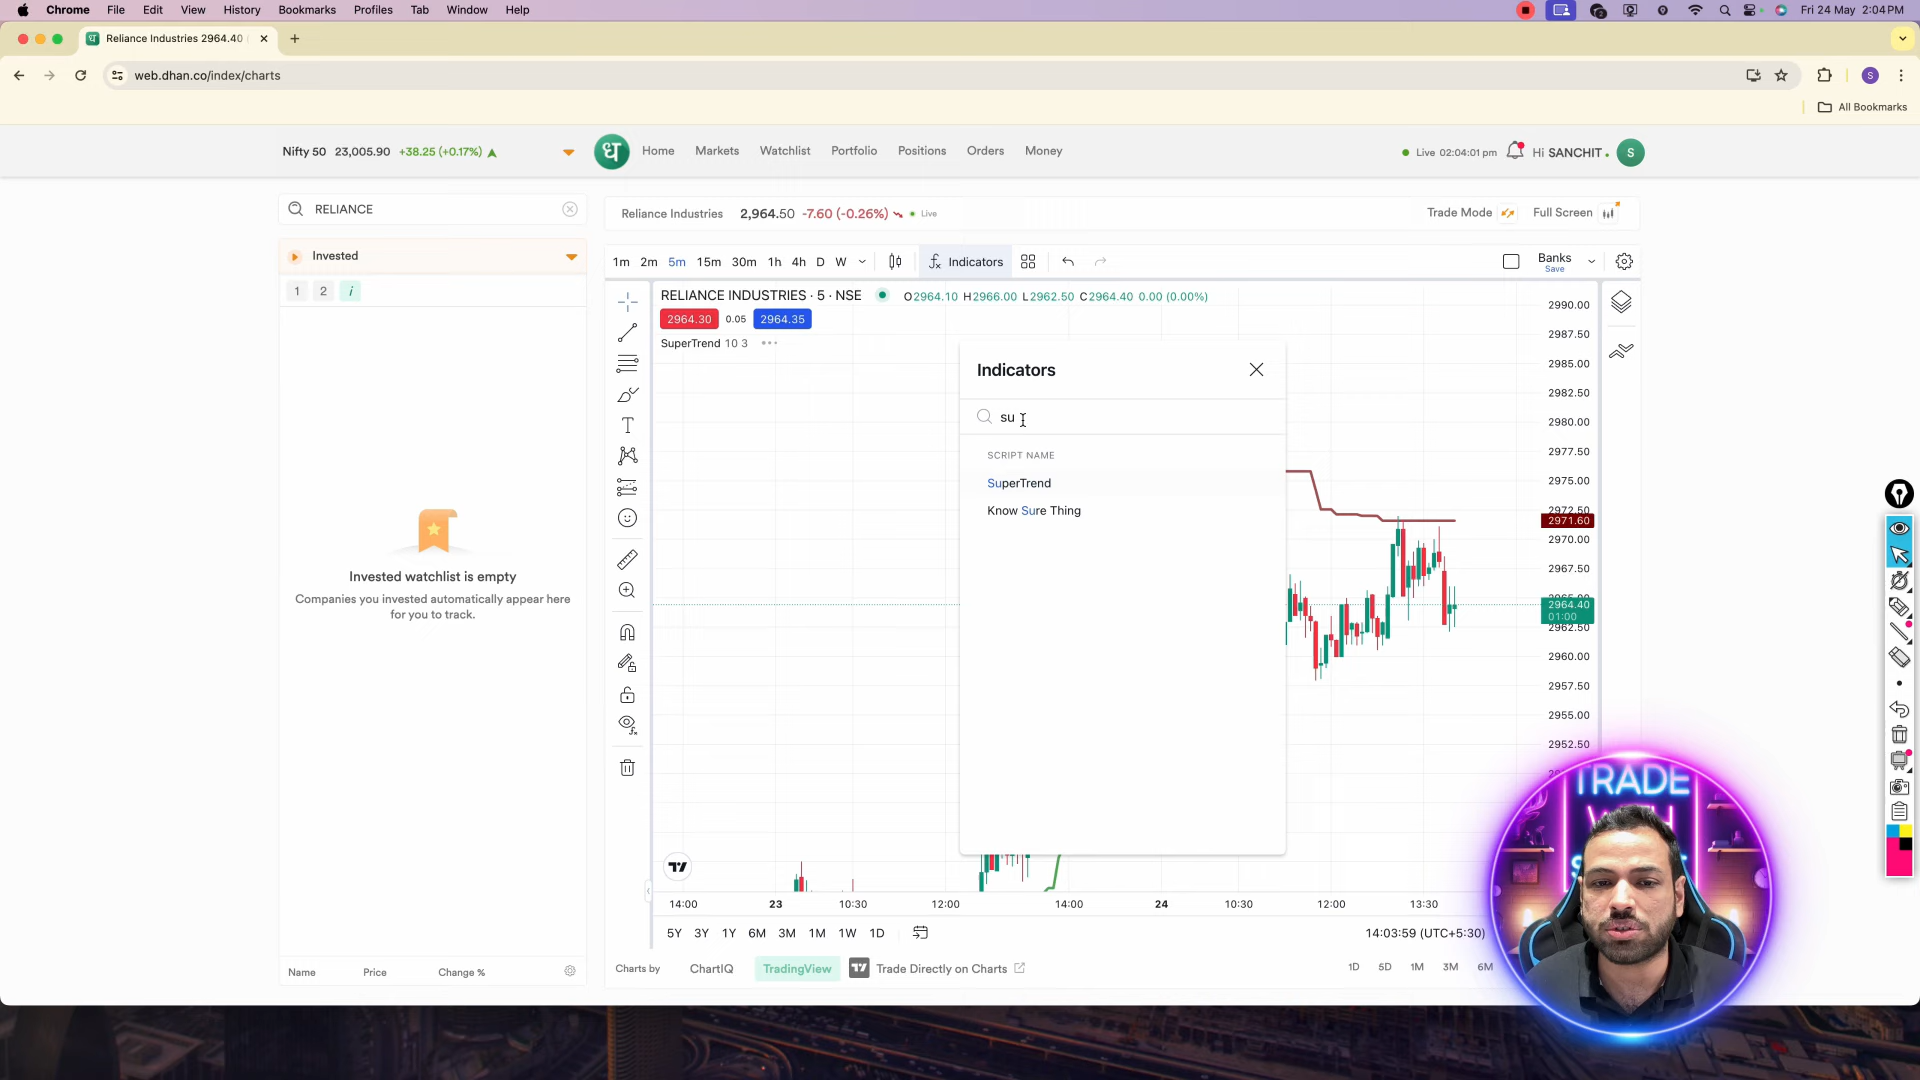 Chrome File Edit View History Bookmarks Profiles Tab Window Help
Fri 24 May 2:04 PM
Reliance Industries 2964.40
web.dhan.co/index/charts
S
All Bookmarks
Nifty 50 23,005.90 +38.25 (+0.17%)
ध
Home Markets Watchlist Portfolio Positions Orders Money
Live 02:04:01 pm
Hi SANCHIT
S
RELIANCE
Invested
1 2 i
Invested watchlist is empty
Companies you invested automatically appear here
for you to track.
Name Price Change %
Reliance Industries 2,964.50 -7.60 (-0.26%) Live
Trade Mode Full Screen
1m 2m 5m 15m 30m 1h 4h D W Indicators
Banks
Save
RELIANCE INDUSTRIES · 5 · NSE O2964.10 H2966.00 L2962.50 C2964.40 0.00 (0.00%)
2964.30 0.05 2964.35
SuperTrend 10 3
Indicators
su
SCRIPT NAME
SuperTrend
Know Sure Thing
2990.00
2987.50
2985.00
2982.50
2980.00
2977.50
2975.00
2972.50
2971.60
2970.00
2967.50
2965.00
2964.40
01:00
2962.50
2960.00
2957.50
2955.00
2952.50
14:00 23 10:30 12:00 14:00 24 10:30 12:00 13:30
5Y 3Y 1Y 6M 3M 1M 1W 1D
14:03:59 (UTC+5:30)
Charts by ChartIQ TradingView Trade Directly on Charts
1D 5D 1M 3M 6M
TRADE